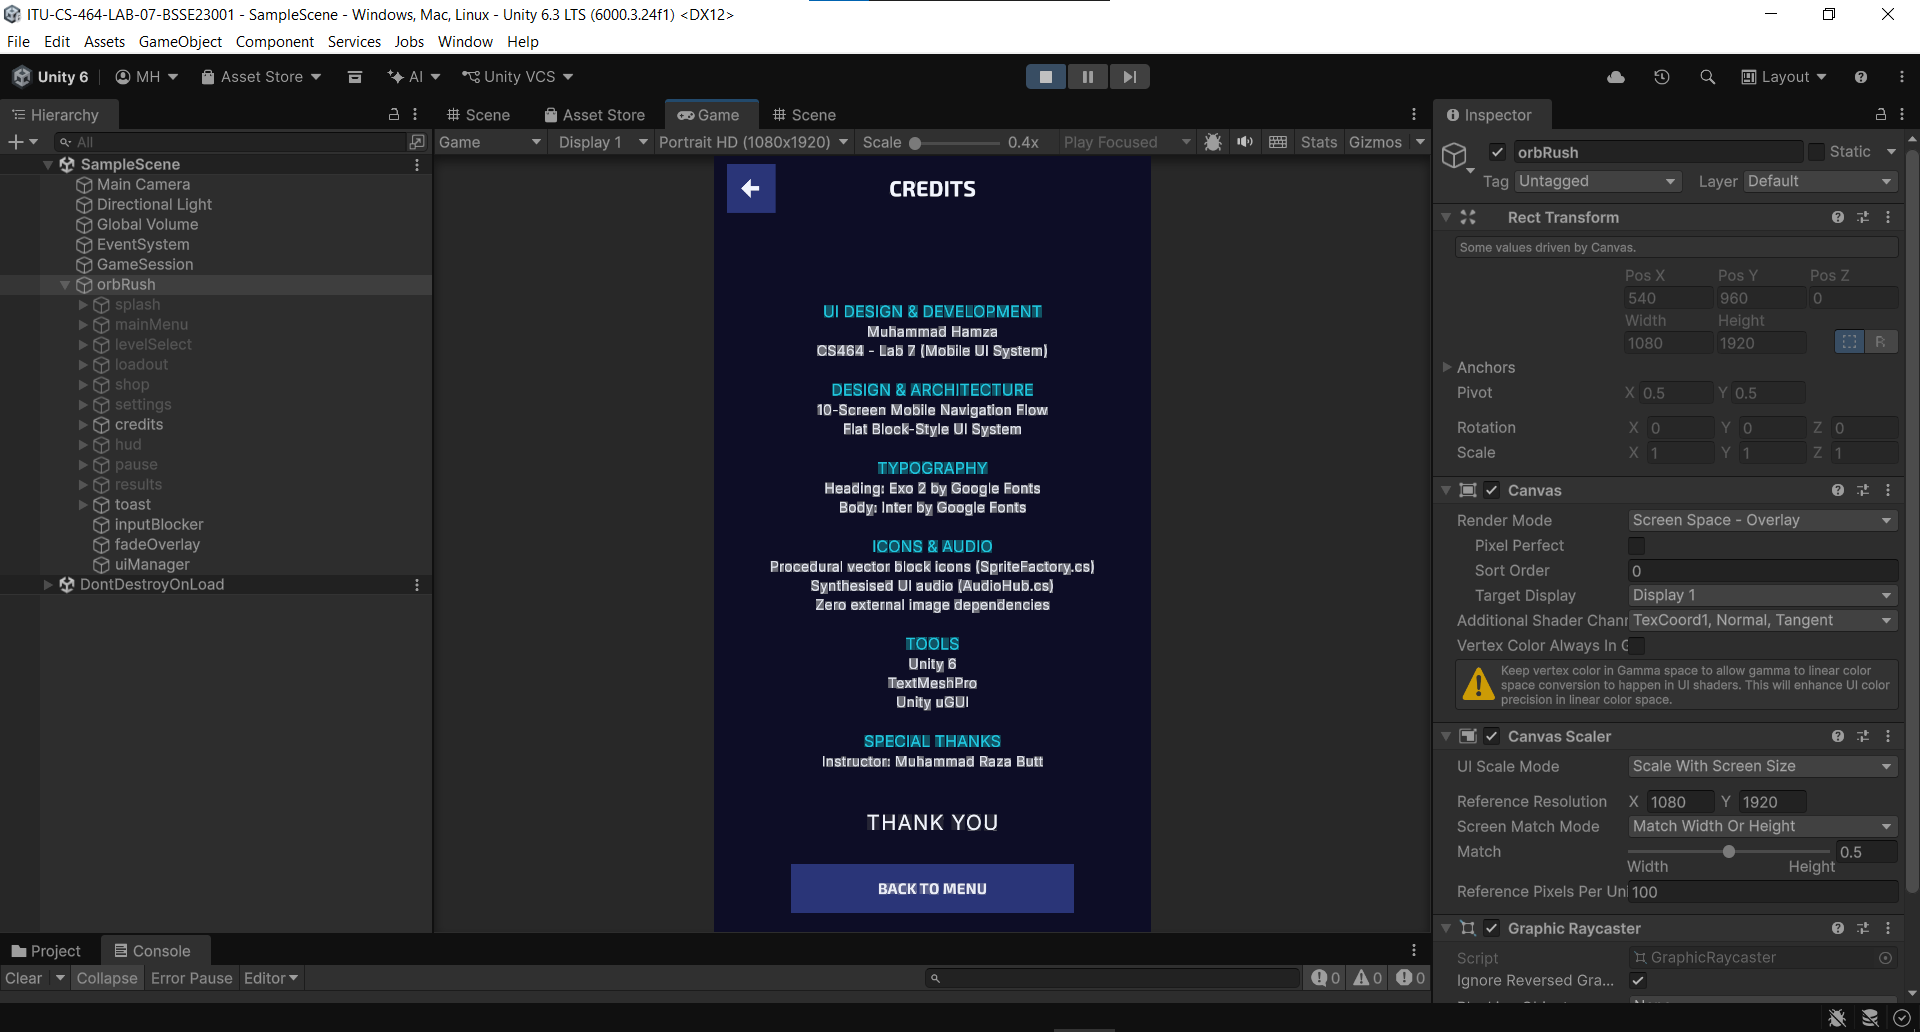 ITU-CS-464-LAB-07-BSSE23001 - SampleScene - Windows, Mac, Linux - Unity 6.3 LTS (6000.3.24f1) <DX12>
File Edit Assets GameObject Component Services Jobs Window Help
Unity 6 MH Asset Store AI Unity VCS Layout
Hierarchy
All
SampleScene
Main Camera
Directional Light
Global Volume
EventSystem
GameSession
orbRush
splash
mainMenu
levelSelect
loadout
shop
settings
credits
hud
pause
results
toast
inputBlocker
fadeOverlay
uiManager
DontDestroyOnLoad
Scene Asset Store Game Scene
Game Display 1 Portrait HD (1080x1920) Scale 0.4x Play Focused Stats Gizmos
CREDITS
UI DESIGN & DEVELOPMENT
Muhammad Hamza
CS464 - Lab 7 (Mobile UI System)
DESIGN & ARCHITECTURE
10-Screen Mobile Navigation Flow
Flat Block-Style UI System
TYPOGRAPHY
Heading: Exo 2 by Google Fonts
Body: Inter by Google Fonts
ICONS & AUDIO
Procedural vector block icons (SpriteFactory.cs)
Synthesised UI audio (AudioHub.cs)
Zero external image dependencies
TOOLS
Unity 6
TextMeshPro
Unity uGUI
SPECIAL THANKS
Instructor: Muhammad Raza Butt
THANK YOU
BACK TO MENU
Inspector
orbRush Static
Tag Untagged Layer Default
Rect Transform
Some values driven by Canvas.
Pos X Pos Y Pos Z
540 960 0
Width Height
1080 1920 R
Anchors
Pivot X 0.5 Y 0.5
Rotation X 0 Y 0 Z 0
Scale X 1 Y 1 Z 1
Canvas
Render Mode Screen Space - Overlay
Pixel Perfect
Sort Order 0
Target Display Display 1
Additional Shader Chann TexCoord1, Normal, Tangent
Vertex Color Always In G
Keep vertex color in Gamma space to allow gamma to linear color
space conversion to happen in UI shaders. This will enhance UI color
precision in linear color space.
Canvas Scaler
UI Scale Mode Scale With Screen Size
Reference Resolution X 1080 Y 1920
Screen Match Mode Match Width Or Height
Match 0.5
Width Height
Reference Pixels Per Uni 100
Graphic Raycaster
Script GraphicRaycaster
Ignore Reversed Gra...
Project Console
Clear Collapse Error Pause Editor 0 0 0